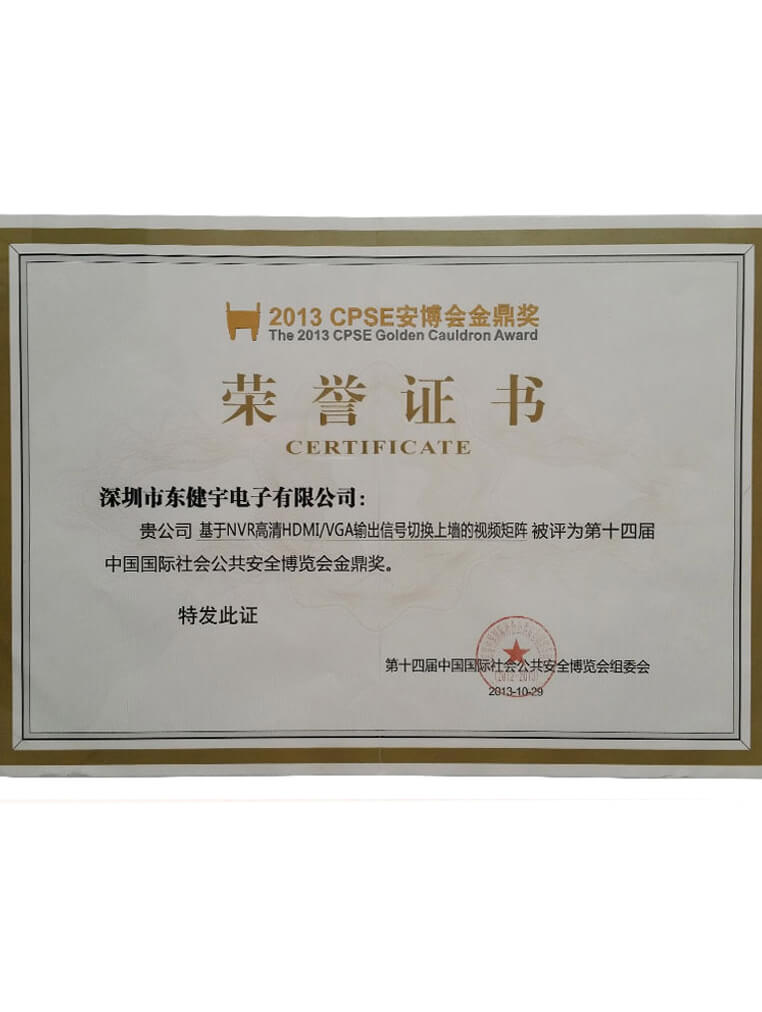 2013 CPSE安博会金鼎奖
The 2013 CPSE Golden Cauldron Award
荣誉证书
CERTIFICATE
深圳市东健宇电子有限公司：
贵公司 基于NVR高清HDMI/VGA输出信号切换上墙的视频矩阵 被评为第十四届
中国国际社会公共安全博览会金鼎奖。
特发此证
第十四届中国国际社会公共安全博览会组委会
(2012-2013)
2013-10-29